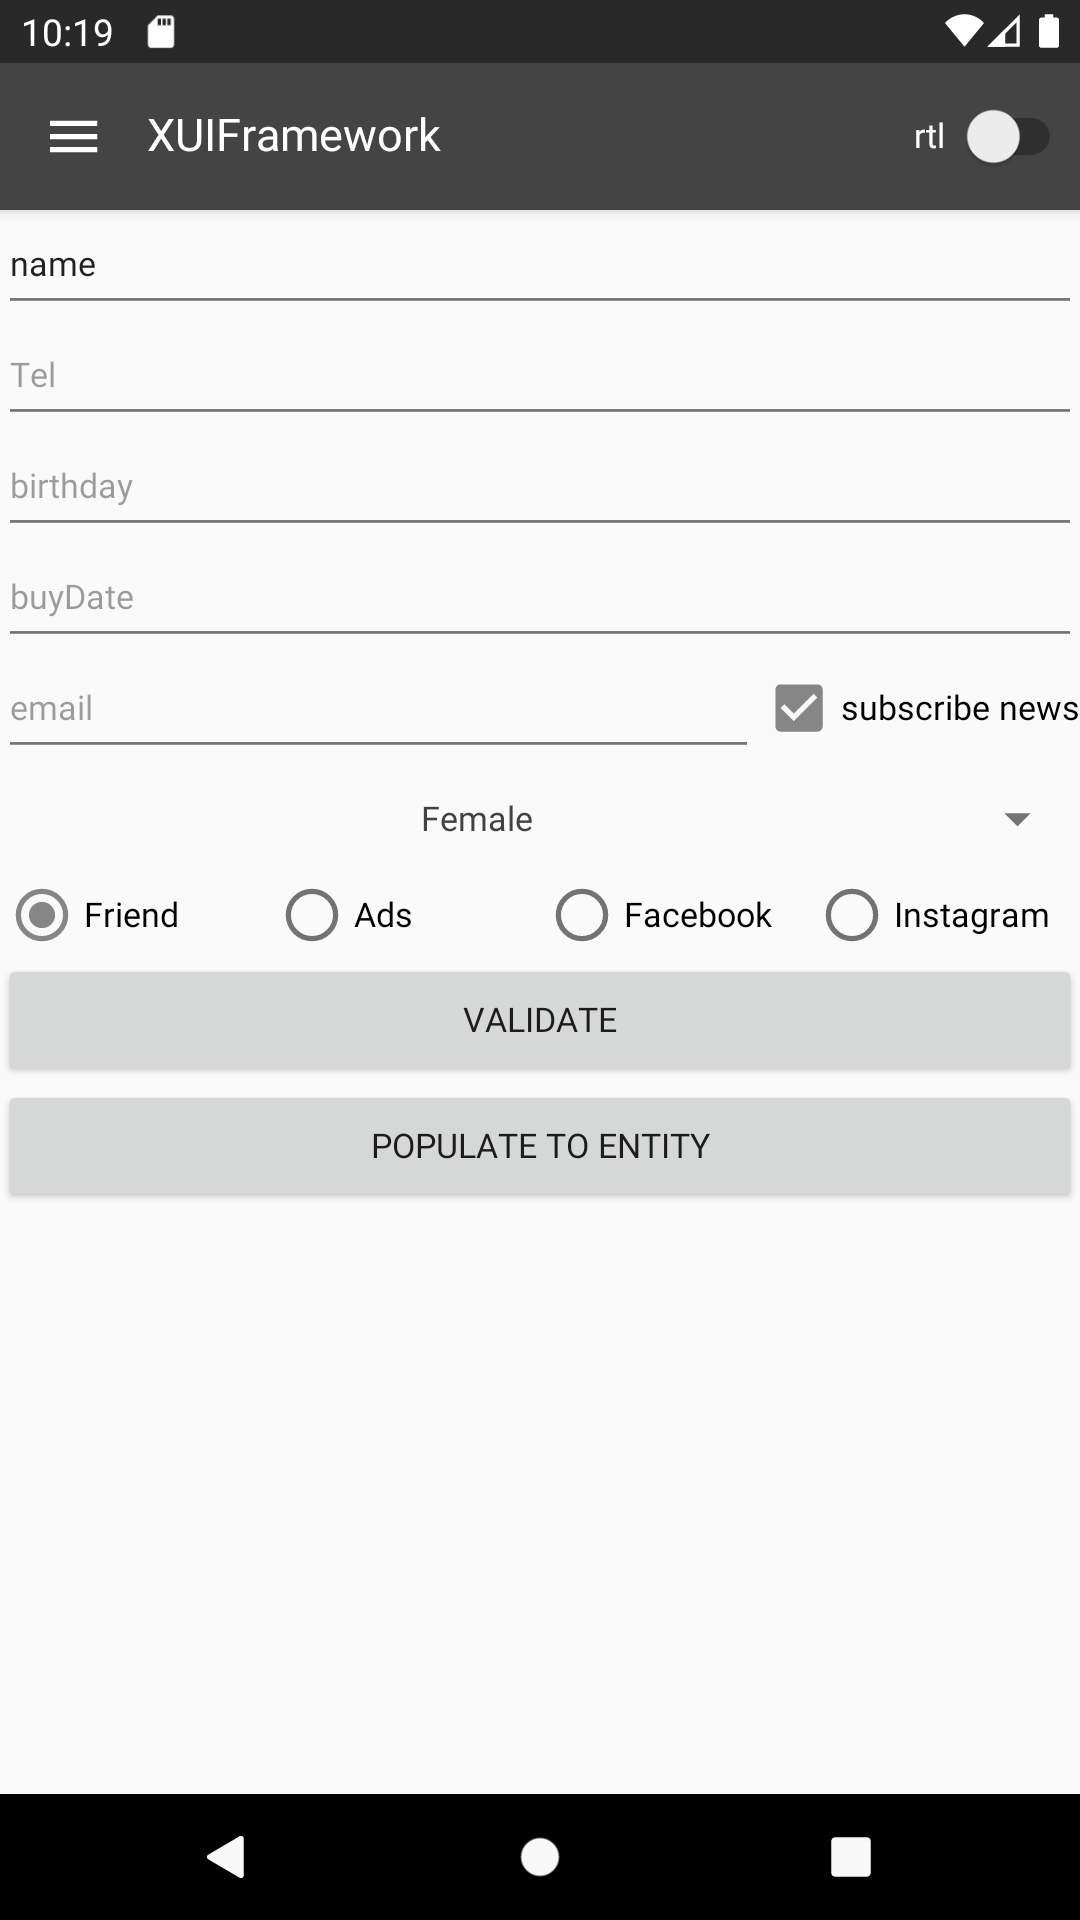 10:19
XUIFramework rtl
name
Tel
birthday
buyDate
email subscribe news
Female
Friend Ads Facebook Instagram
VALIDATE
POPULATE TO ENTITY